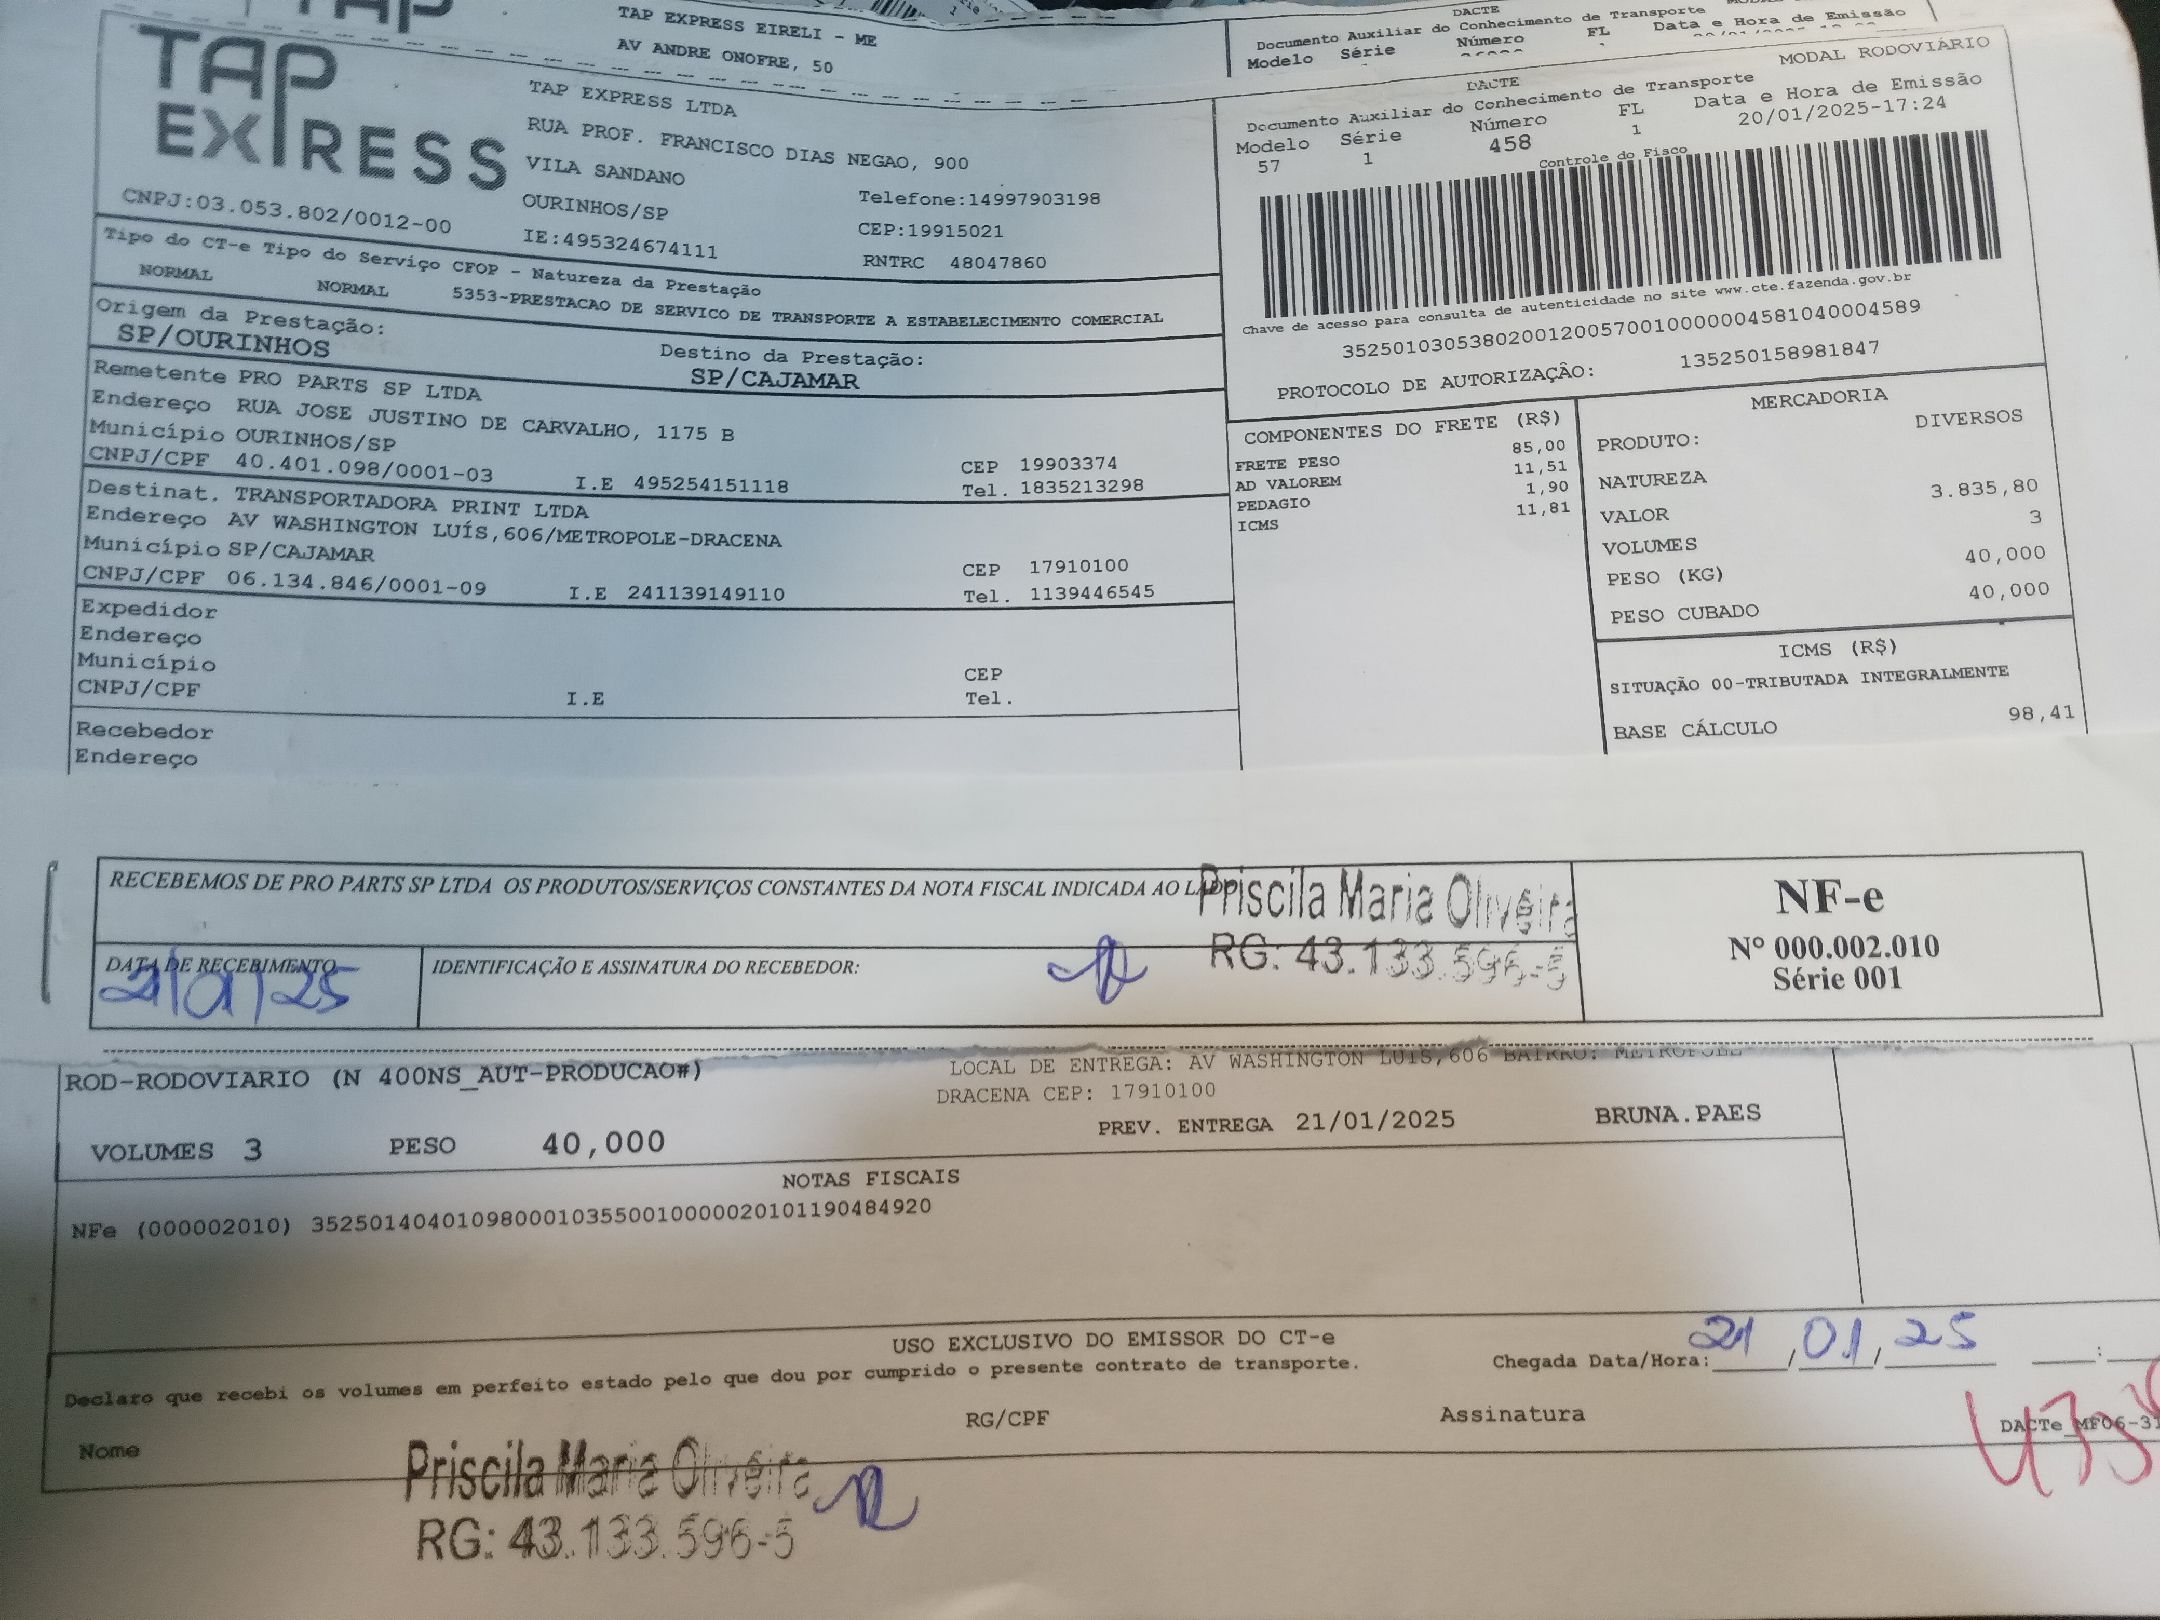 TAP
TAP EXPRESS EIRELI - ME
AV ANDRE ONOFRE, 50
DACTE
Documento Auxiliar do Conhecimento de Transporte
Modelo Série Número FL Data e Hora de Emissão
TAP EXPRESS
TAP EXPRESS LTDA
RUA PROF. FRANCISCO DIAS NEGAO, 900
VILA SANDANO
OURINHOS/SP
Telefone:14997903198
IE:495324674111
CEP:19915021
RNTRC 48047860
CNPJ:03.053.802/0012-00
DACTE
MODAL RODOVIÁRIO
Documento Auxiliar do Conhecimento de Transporte
Modelo Série Número FL Data e Hora de Emissão
57 1 458 1 20/01/2025-17:24
Controle do Fisco
Chave de acesso para consulta de autenticidade no site www.cte.fazenda.gov.br
35250103053802001200570010000004581040004589
PROTOCOLO DE AUTORIZAÇÃO: 135250158981847
Tipo do CT-e Tipo do Serviço CFOP - Natureza da Prestação
NORMAL NORMAL 5353-PRESTACAO DE SERVICO DE TRANSPORTE A ESTABELECIMENTO COMERCIAL
Origem da Prestação:
SP/OURINHOS
Destino da Prestação:
SP/CAJAMAR
Remetente PRO PARTS SP LTDA
Endereço RUA JOSE JUSTINO DE CARVALHO, 1175 B
Município OURINHOS/SP CEP 19903374
CNPJ/CPF 40.401.098/0001-03 I.E 495254151118 Tel. 1835213298
Destinat. TRANSPORTADORA PRINT LTDA
Endereço AV WASHINGTON LUÍS,606/METROPOLE-DRACENA
Município SP/CAJAMAR CEP 17910100
CNPJ/CPF 06.134.846/0001-09 I.E 241139149110 Tel. 1139446545
Expedidor
Endereço
Município CEP
CNPJ/CPF I.E Tel.
Recebedor
Endereço
COMPONENTES DO FRETE (R$)
FRETE PESO 85,00
AD VALOREM 11,51
PEDAGIO 1,90
ICMS 11,81
MERCADORIA
PRODUTO: DIVERSOS
NATUREZA
VALOR 3.835,80
VOLUMES 3
PESO (KG) 40,000
PESO CUBADO 40,000
ICMS (R$)
SITUAÇÃO 00-TRIBUTADA INTEGRALMENTE
BASE CÁLCULO 98,41
RECEBEMOS DE PRO PARTS SP LTDA OS PRODUTOS/SERVIÇOS CONSTANTES DA NOTA FISCAL INDICADA AO LADO
Priscila Maria Oliveira
RG: 43.133.596-5
DATA DE RECEBIMENTO
21/01/25
IDENTIFICAÇÃO E ASSINATURA DO RECEBEDOR:
NF-e
Nº 000.002.010
Série 001
ROD-RODOVIARIO (N 400NS_AUT-PRODUCAO#)
LOCAL DE ENTREGA: AV WASHINGTON LUÍS,606 BAIRRO: METROPOLE
DRACENA CEP: 17910100
VOLUMES 3 PESO 40,000 PREV. ENTREGA 21/01/2025 BRUNA.PAES
NOTAS FISCAIS
NFe (000002010) 35250140401098000103550010000020101190484920
USO EXCLUSIVO DO EMISSOR DO CT-e
Declaro que recebi os volumes em perfeito estado pelo que dou por cumprido o presente contrato de transporte.
Chegada Data/Hora: 21/01/25 :
Nome RG/CPF Assinatura
DACTe_MF06-31
Priscila Maria Oliveira
RG: 43.133.596-5